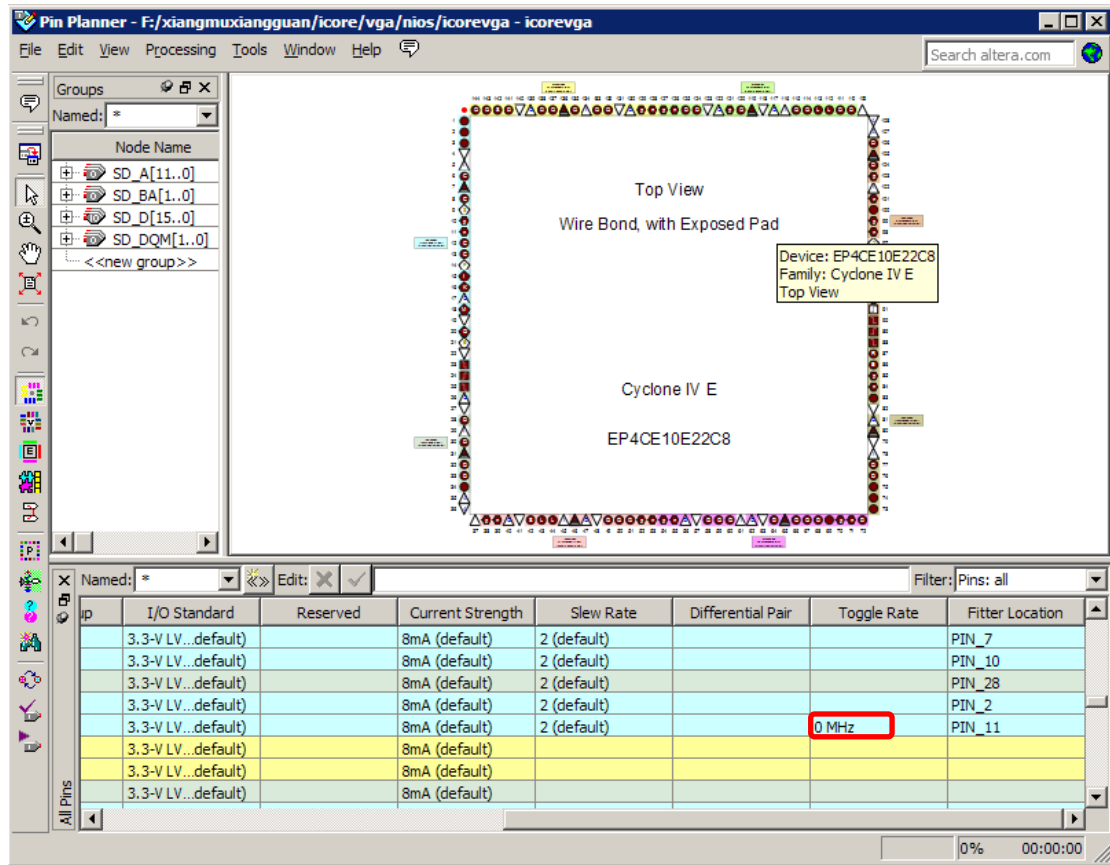 Pin Planner - F:/xiangmuxiangguan/icore/vga/nios/icorevga - icorevga
File Edit View Processing Tools Window Help
Search altera.com
Groups
Named: *
Node Name
SD_A[11..0]
SD_BA[1..0]
SD_D[15..0]
SD_DQM[1..0]
<<new group>>
Top View
Wire Bond, with Exposed Pad
Device: EP4CE10E22C8
Family: Cyclone IV E
Top View
Cyclone IV E
EP4CE10E22C8
Named: * Edit: Filter: Pins: all
up I/O Standard Reserved Current Strength Slew Rate Differential Pair Toggle Rate Fitter Location
3.3-V LV...default) 8mA (default) 2 (default) PIN_7
3.3-V LV...default) 8mA (default) 2 (default) PIN_10
3.3-V LV...default) 8mA (default) 2 (default) PIN_28
3.3-V LV...default) 8mA (default) 2 (default) PIN_2
3.3-V LV...default) 8mA (default) 2 (default) 0 MHz PIN_11
3.3-V LV...default) 8mA (default)
3.3-V LV...default) 8mA (default)
3.3-V LV...default) 8mA (default)
All Pins
0% 00:00:00